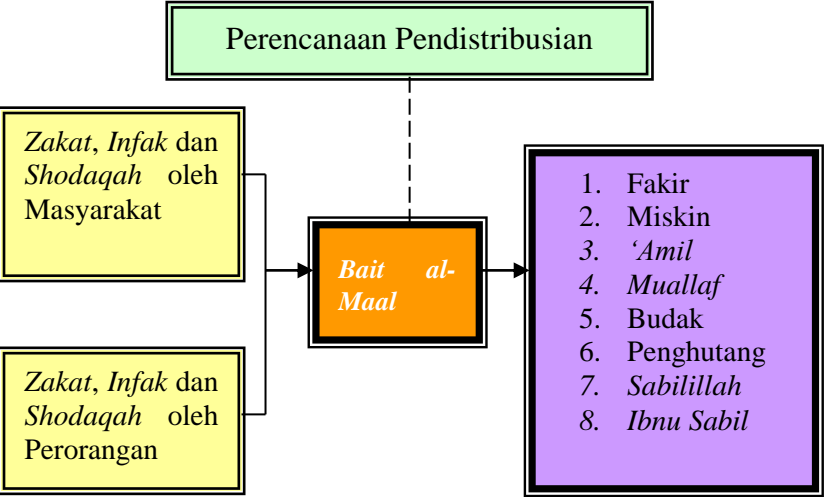 Perencanaan Pendistribusian
Zakat, Infak dan
Shodaqah oleh
Masyarakat
Bait al-
Maal
Zakat, Infak dan
Shodaqah oleh
Perorangan
1. Fakir
2. Miskin
3. ‘Amil
4. Muallaf
5. Budak
6. Penghutang
7. Sabilillah
8. Ibnu Sabil